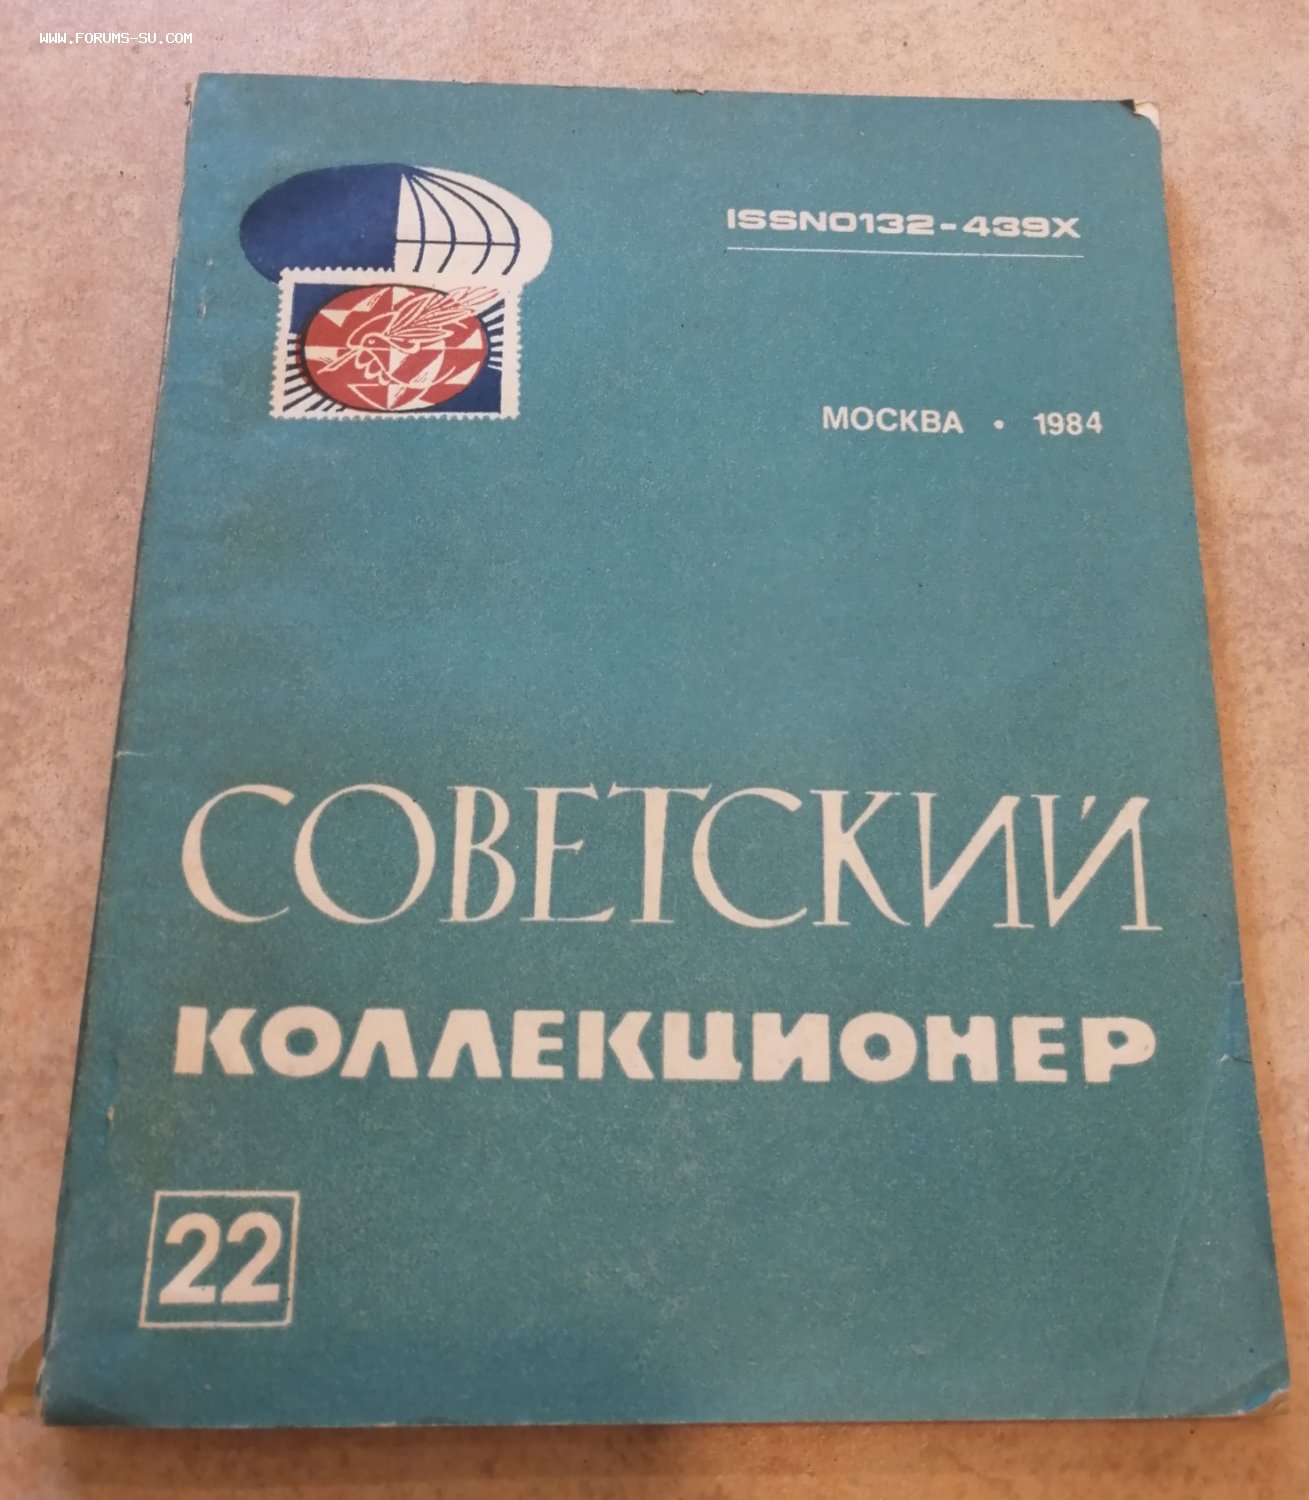 WWW.FORUMS-SU.COM
ISSN0132-439X
МОСКВА • 1984
СОВЕТСКИЙ
КОЛЛЕКЦИОНЕР
22